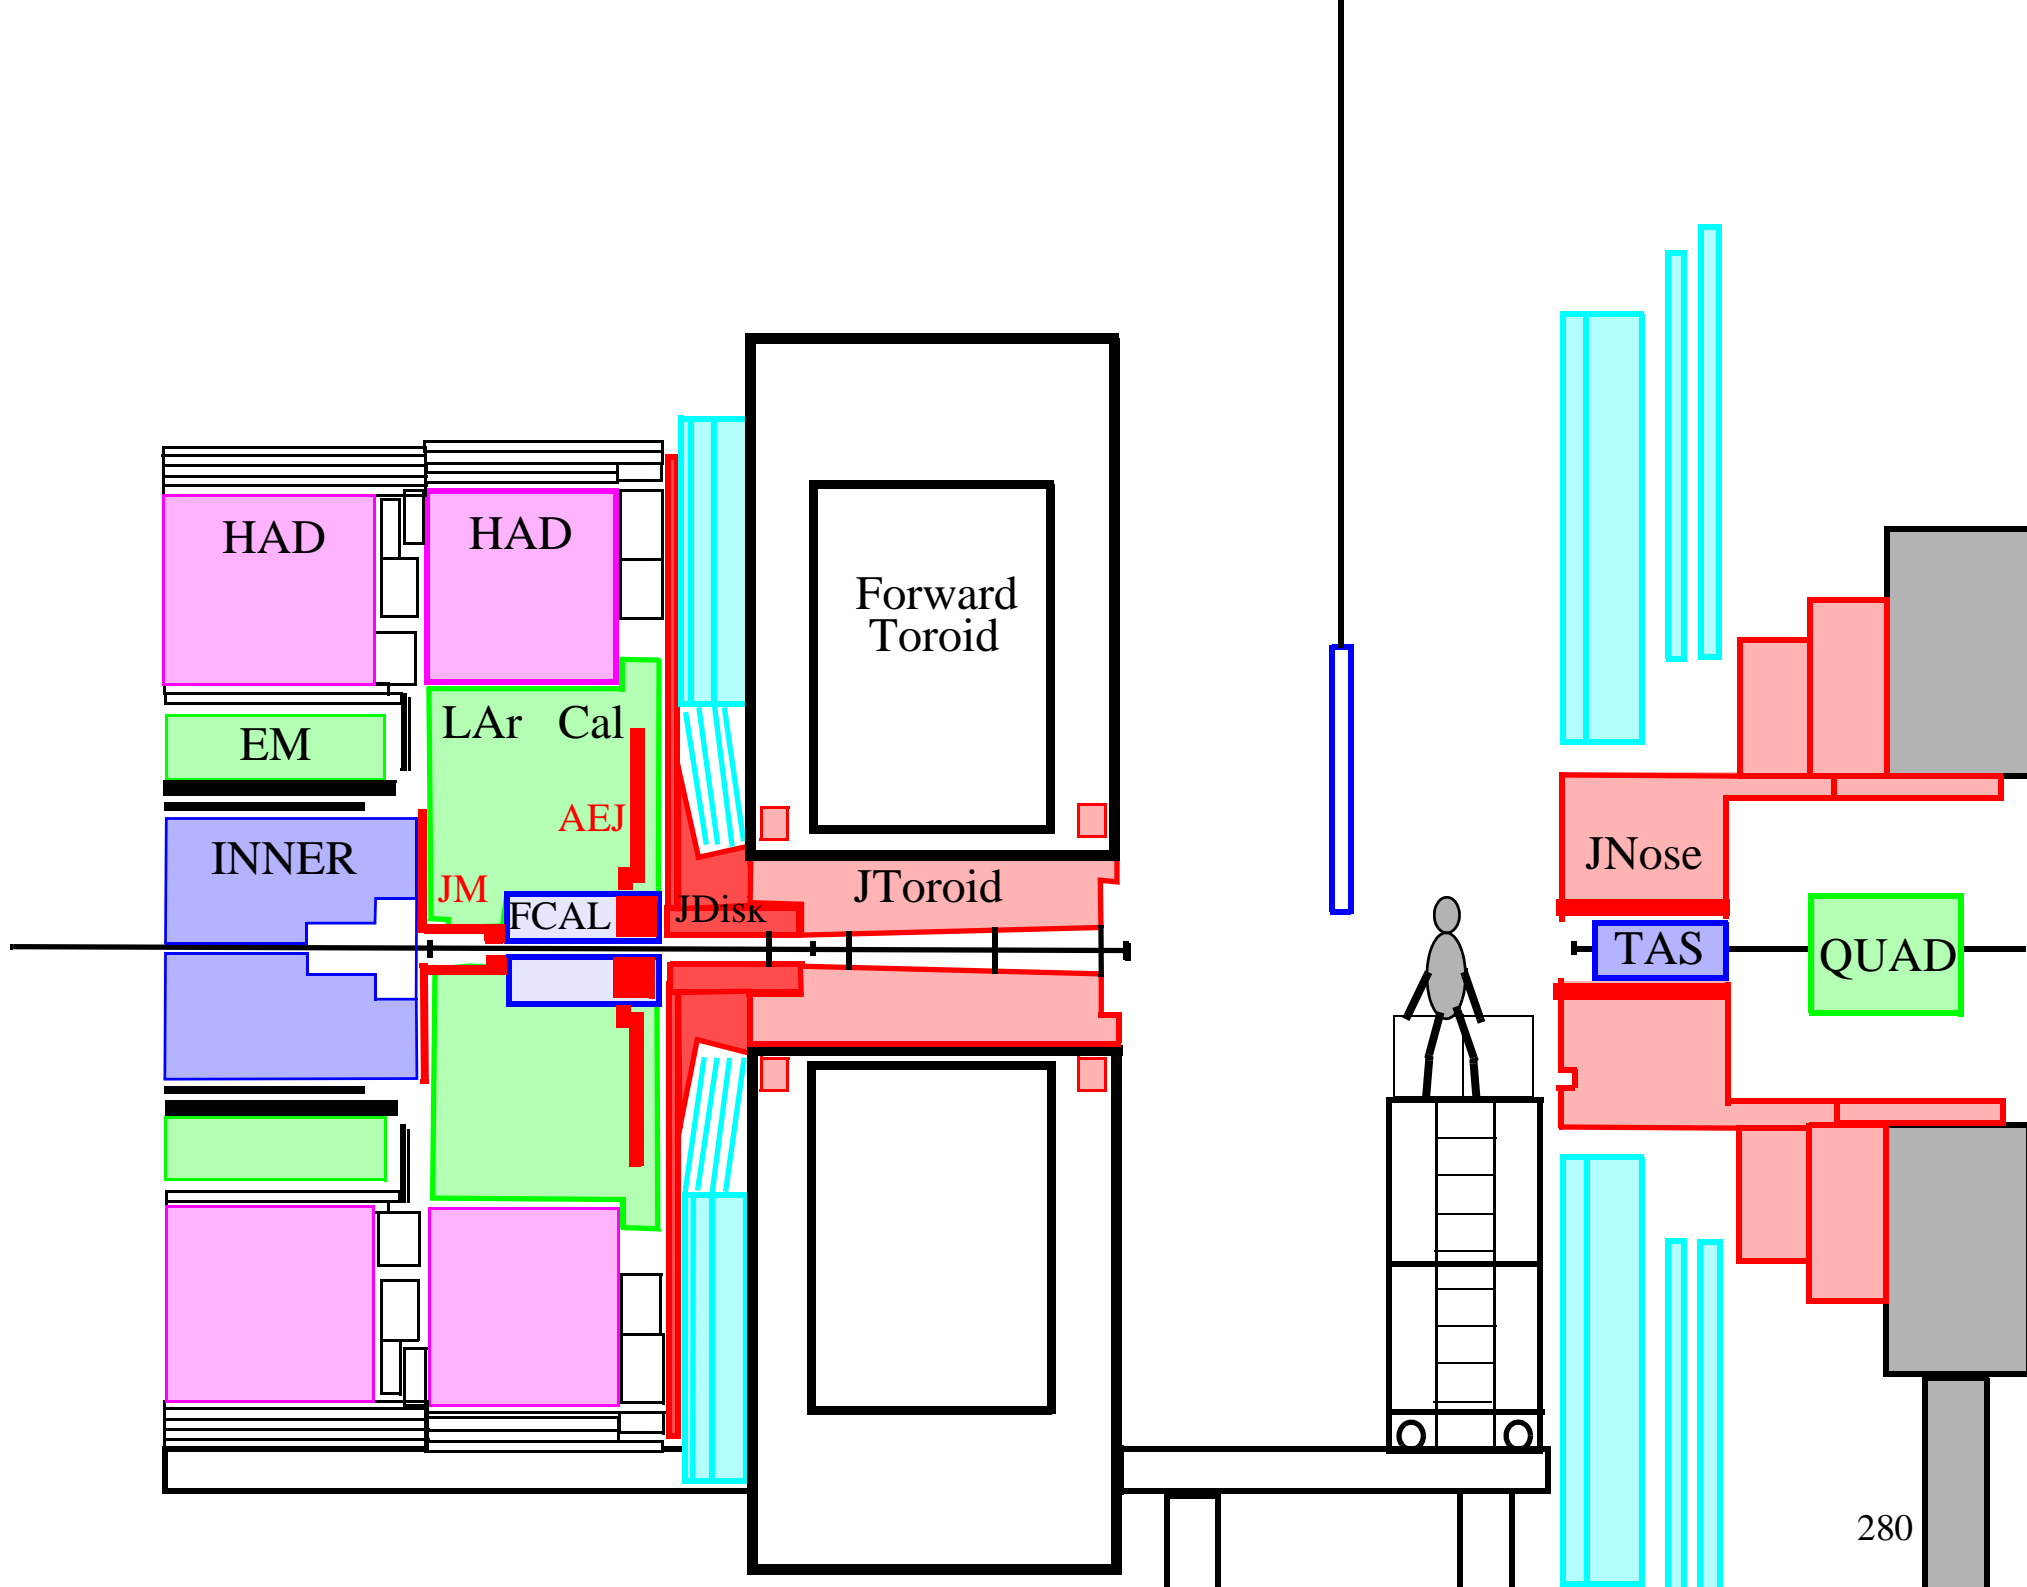 HAD
HAD
Forward
Toroid
LAr Cal
EM
AEJ
INNER
JM
FCAL
JDisk
JToroid
JNose
TAS
QUAD
280